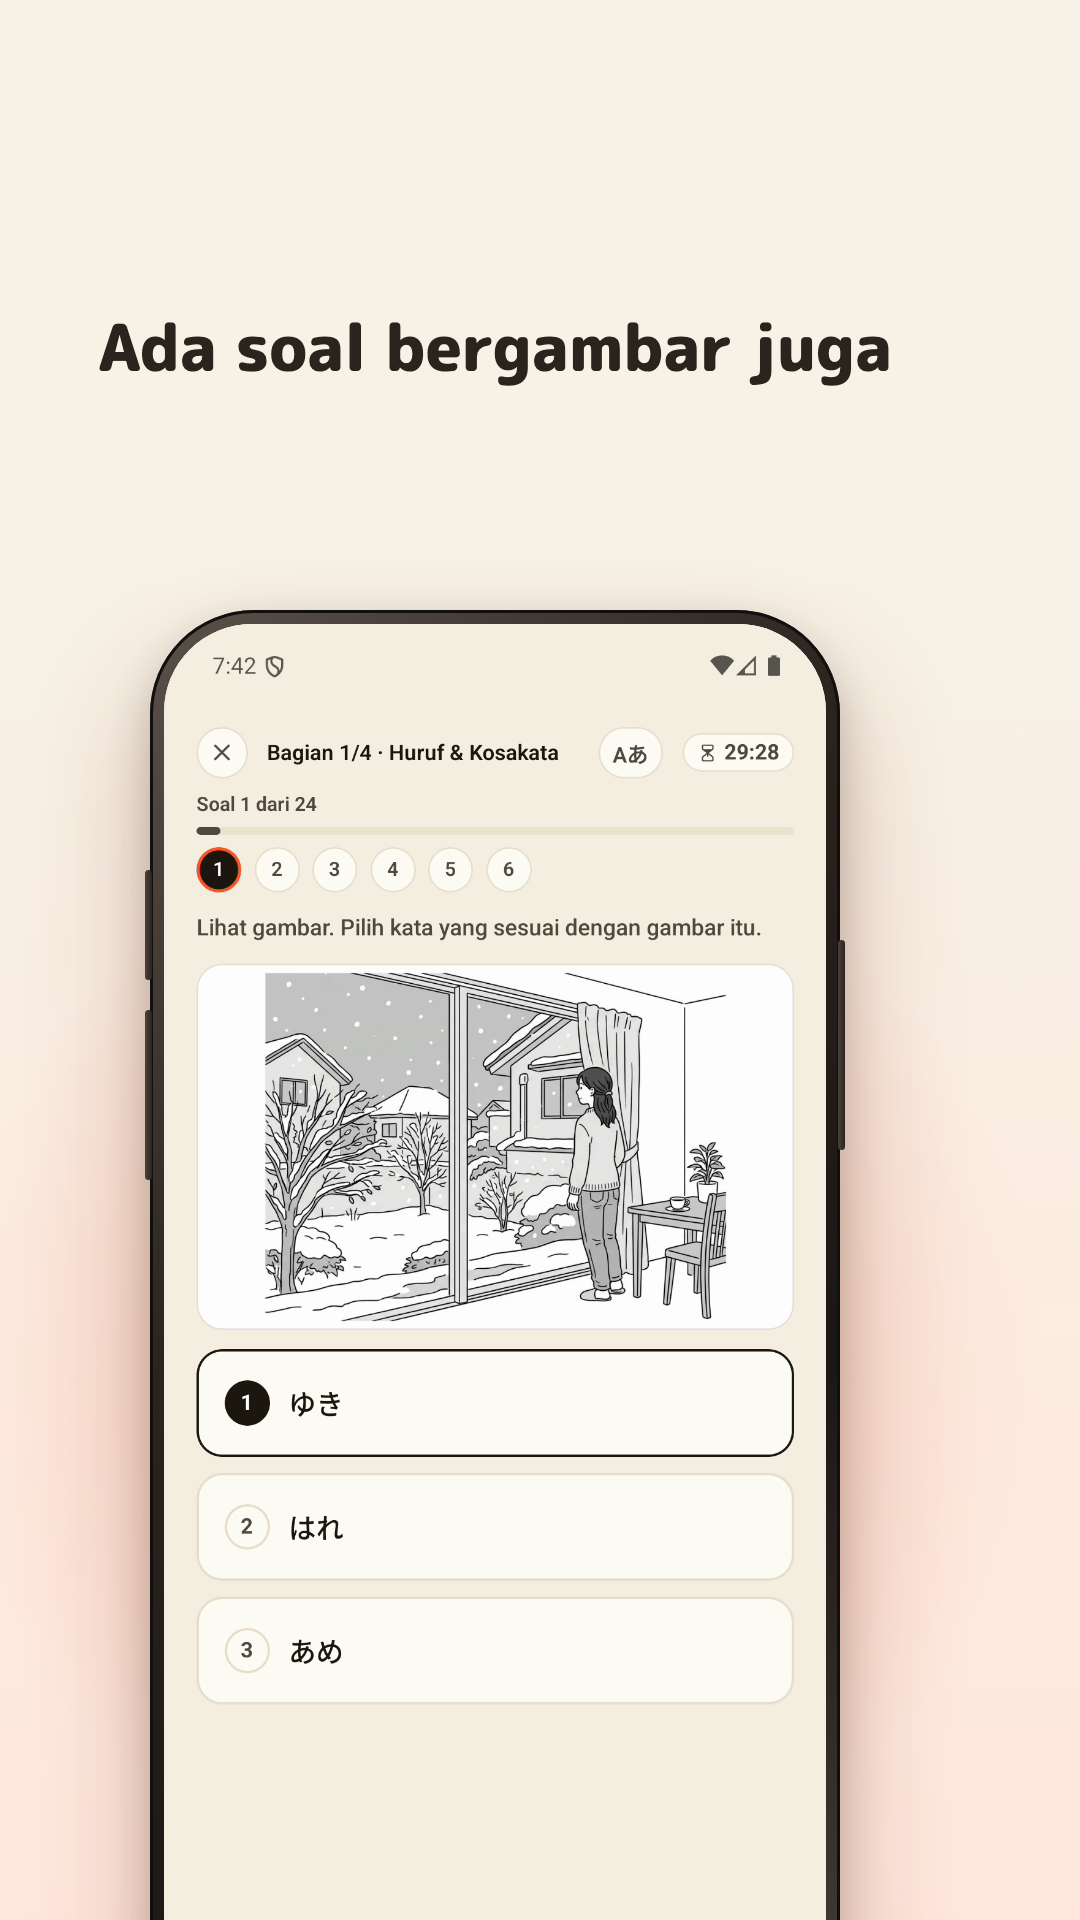 Ada soal bergambar juga
7:42
Bagian 1/4 · Huruf & Kosakata
Aあ
29:28
Soal 1 dari 24
1 2 3 4 5 6
Lihat gambar. Pilih kata yang sesuai dengan gambar itu.
1 ゆき
2 はれ
3 あめ